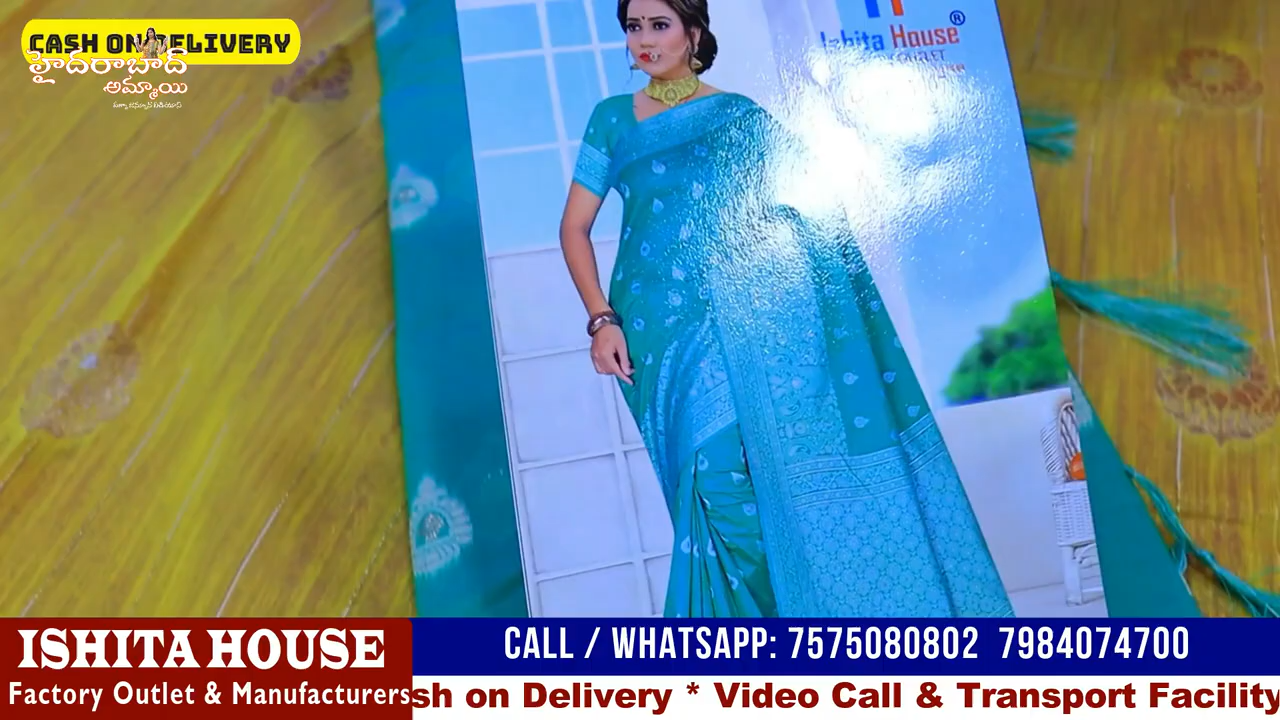 CASH ON DELIVERY
హైదరాబాద్
అమ్మాయి
Ishita House
®
ISHITA HOUSE
Factory Outlet & Manufacturers
CALL / WHATSAPP: 7575080802 7984074700
sh on Delivery * Video Call & Transport Facility